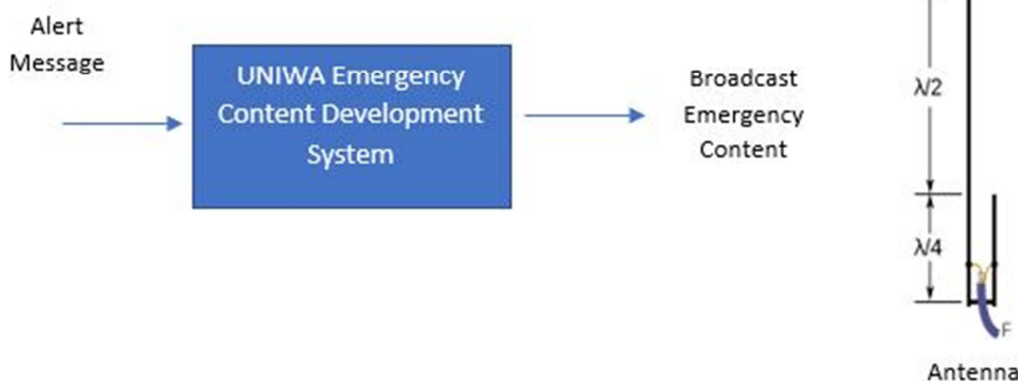 Alert
Message
UNIWA Emergency
Content Development
System
Broadcast
Emergency
Content
λ/2
λ/4
F
Antenna